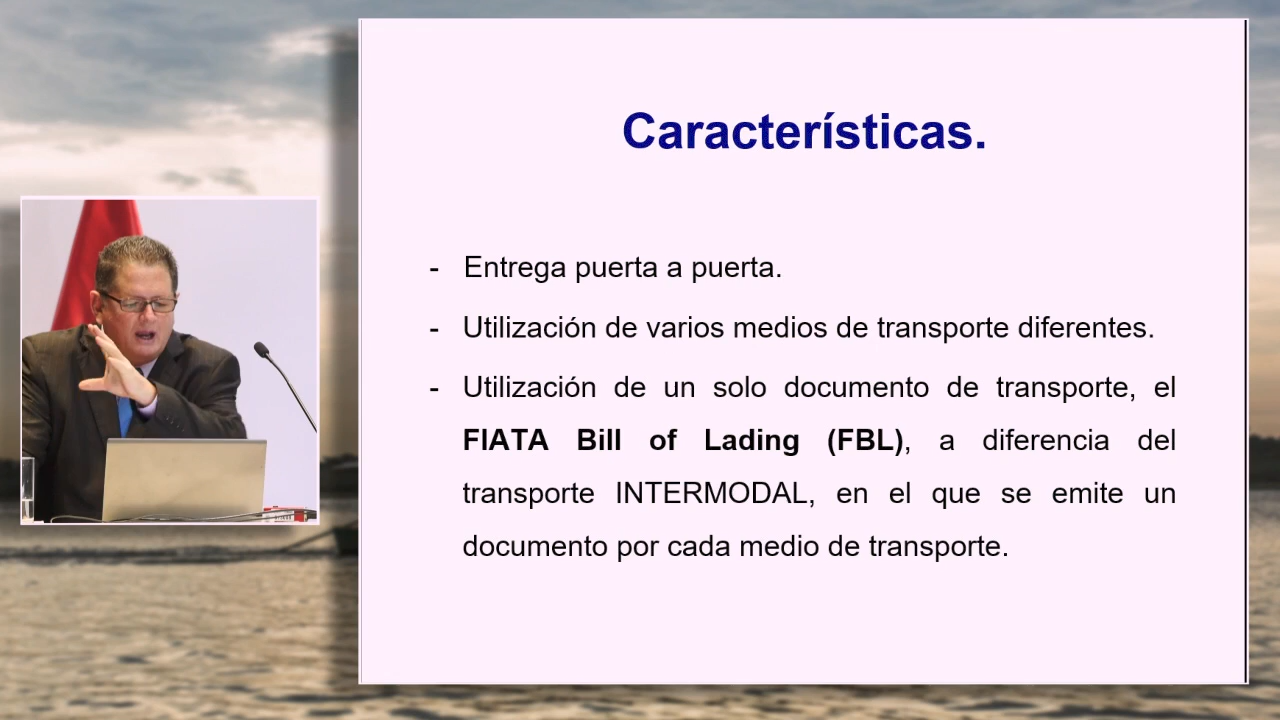 Características.
- Entrega puerta a puerta.
- Utilización de varios medios de transporte diferentes.
- Utilización de un solo documento de transporte, el
FIATA Bill of Lading (FBL), a diferencia del
transporte INTERMODAL, en el que se emite un
documento por cada medio de transporte.